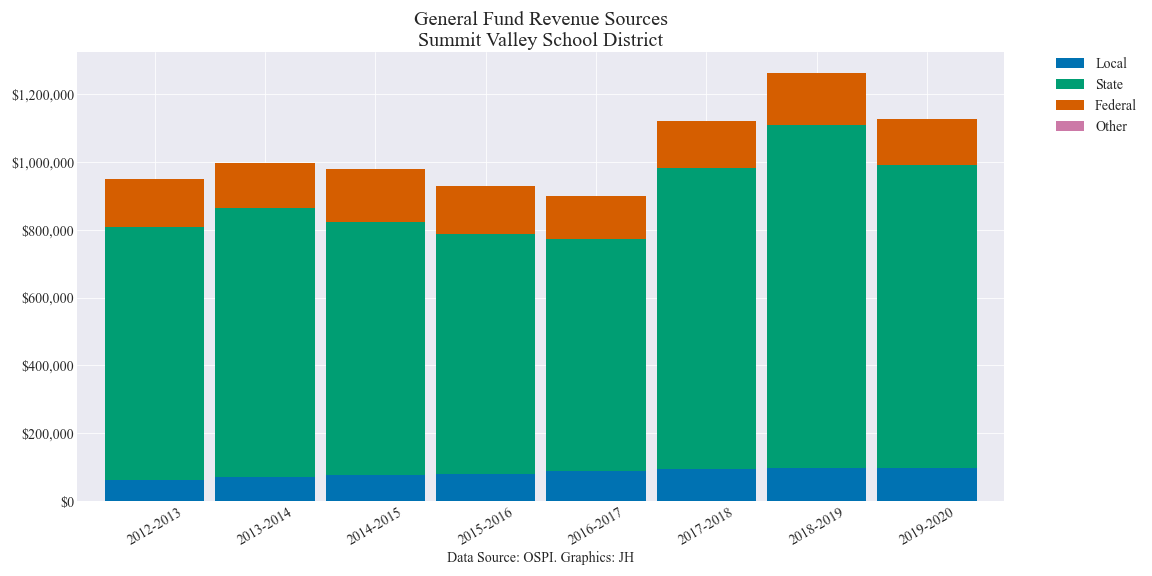 General Fund Revenue Sources
Summit Valley School District
Local
State
Federal
Other
$1,200,000
$1,000,000
$800,000
$600,000
$400,000
$200,000
$0
2012-2013
2013-2014
2014-2015
2015-2016
2016-2017
2017-2018
2018-2019
2019-2020
Data Source: OSPI. Graphics: JH